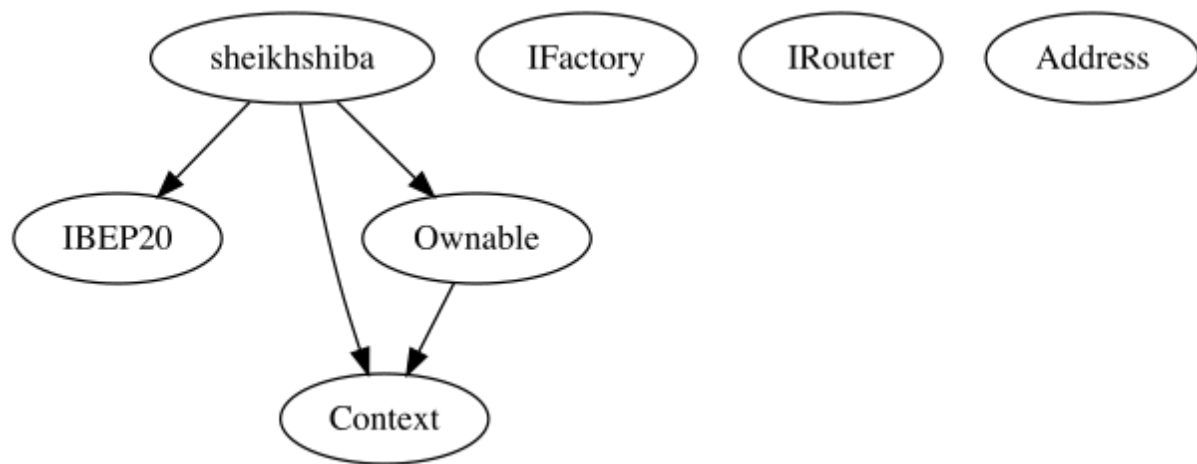 sheikhshiba
IFactory
IRouter
Address
IBEP20
Ownable
Context